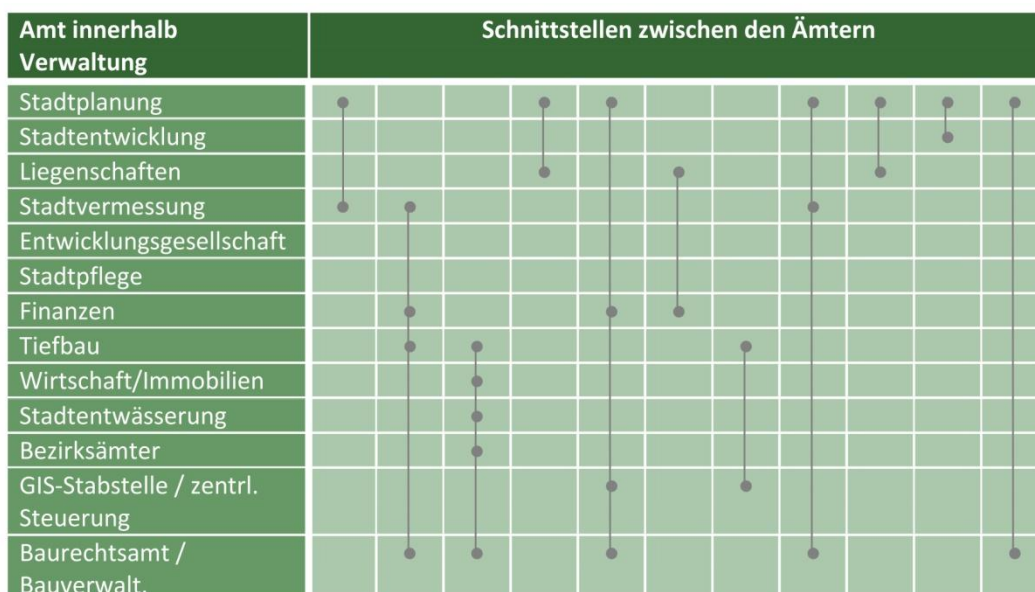 Amt innerhalb
Verwaltung
Schnittstellen zwischen den Ämtern
Stadtplanung
Stadtentwicklung
Liegenschaften
Stadtvermessung
Entwicklungsgesellschaft
Stadtpflege
Finanzen
Tiefbau
Wirtschaft/Immobilien
Stadtentwässerung
Bezirksämter
GIS-Stabstelle / zentrl.
Steuerung
Baurechtsamt /
Bauverwalt.